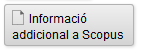 Informació
addicional a Scopus